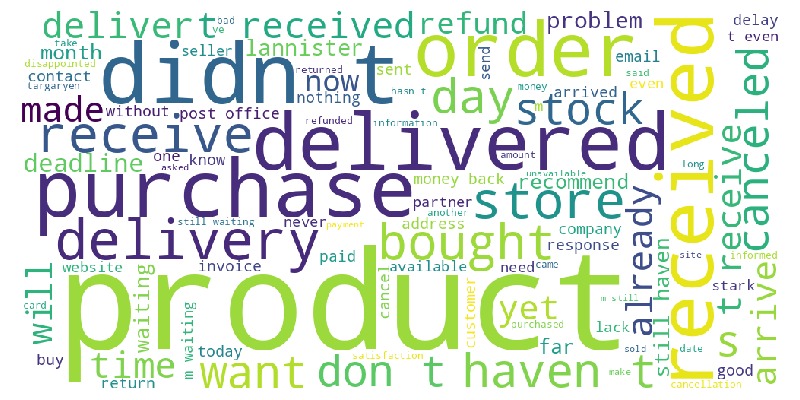 delivert
received
refund
problem
delay
t even
month
seller
lannister
order
email
received
take
bad
ve
didn t
send
said
disappointed
contact
sent
returned
now
nothing
day
hasn t
money
even
canceled
targaryen
made
without
post office
refunded
m
arrived
stock
receive
information
delivered
deadline
one
know
asked
amount
unavailable
long
purchase
money back
recommend
partner
another
store
already
t receive
still waiting
never
payment
address
company
delivery
bought
response
still haven
site
informed
website
invoice
paid
available
need
came
stark
will
waiting
product
cancel
customer
m still
arrive
card
yet
purchased
lack
s
buy
time
m waiting
today
satisfaction
far
sold
date
good
return
want
don t
haven t
make
cancellation